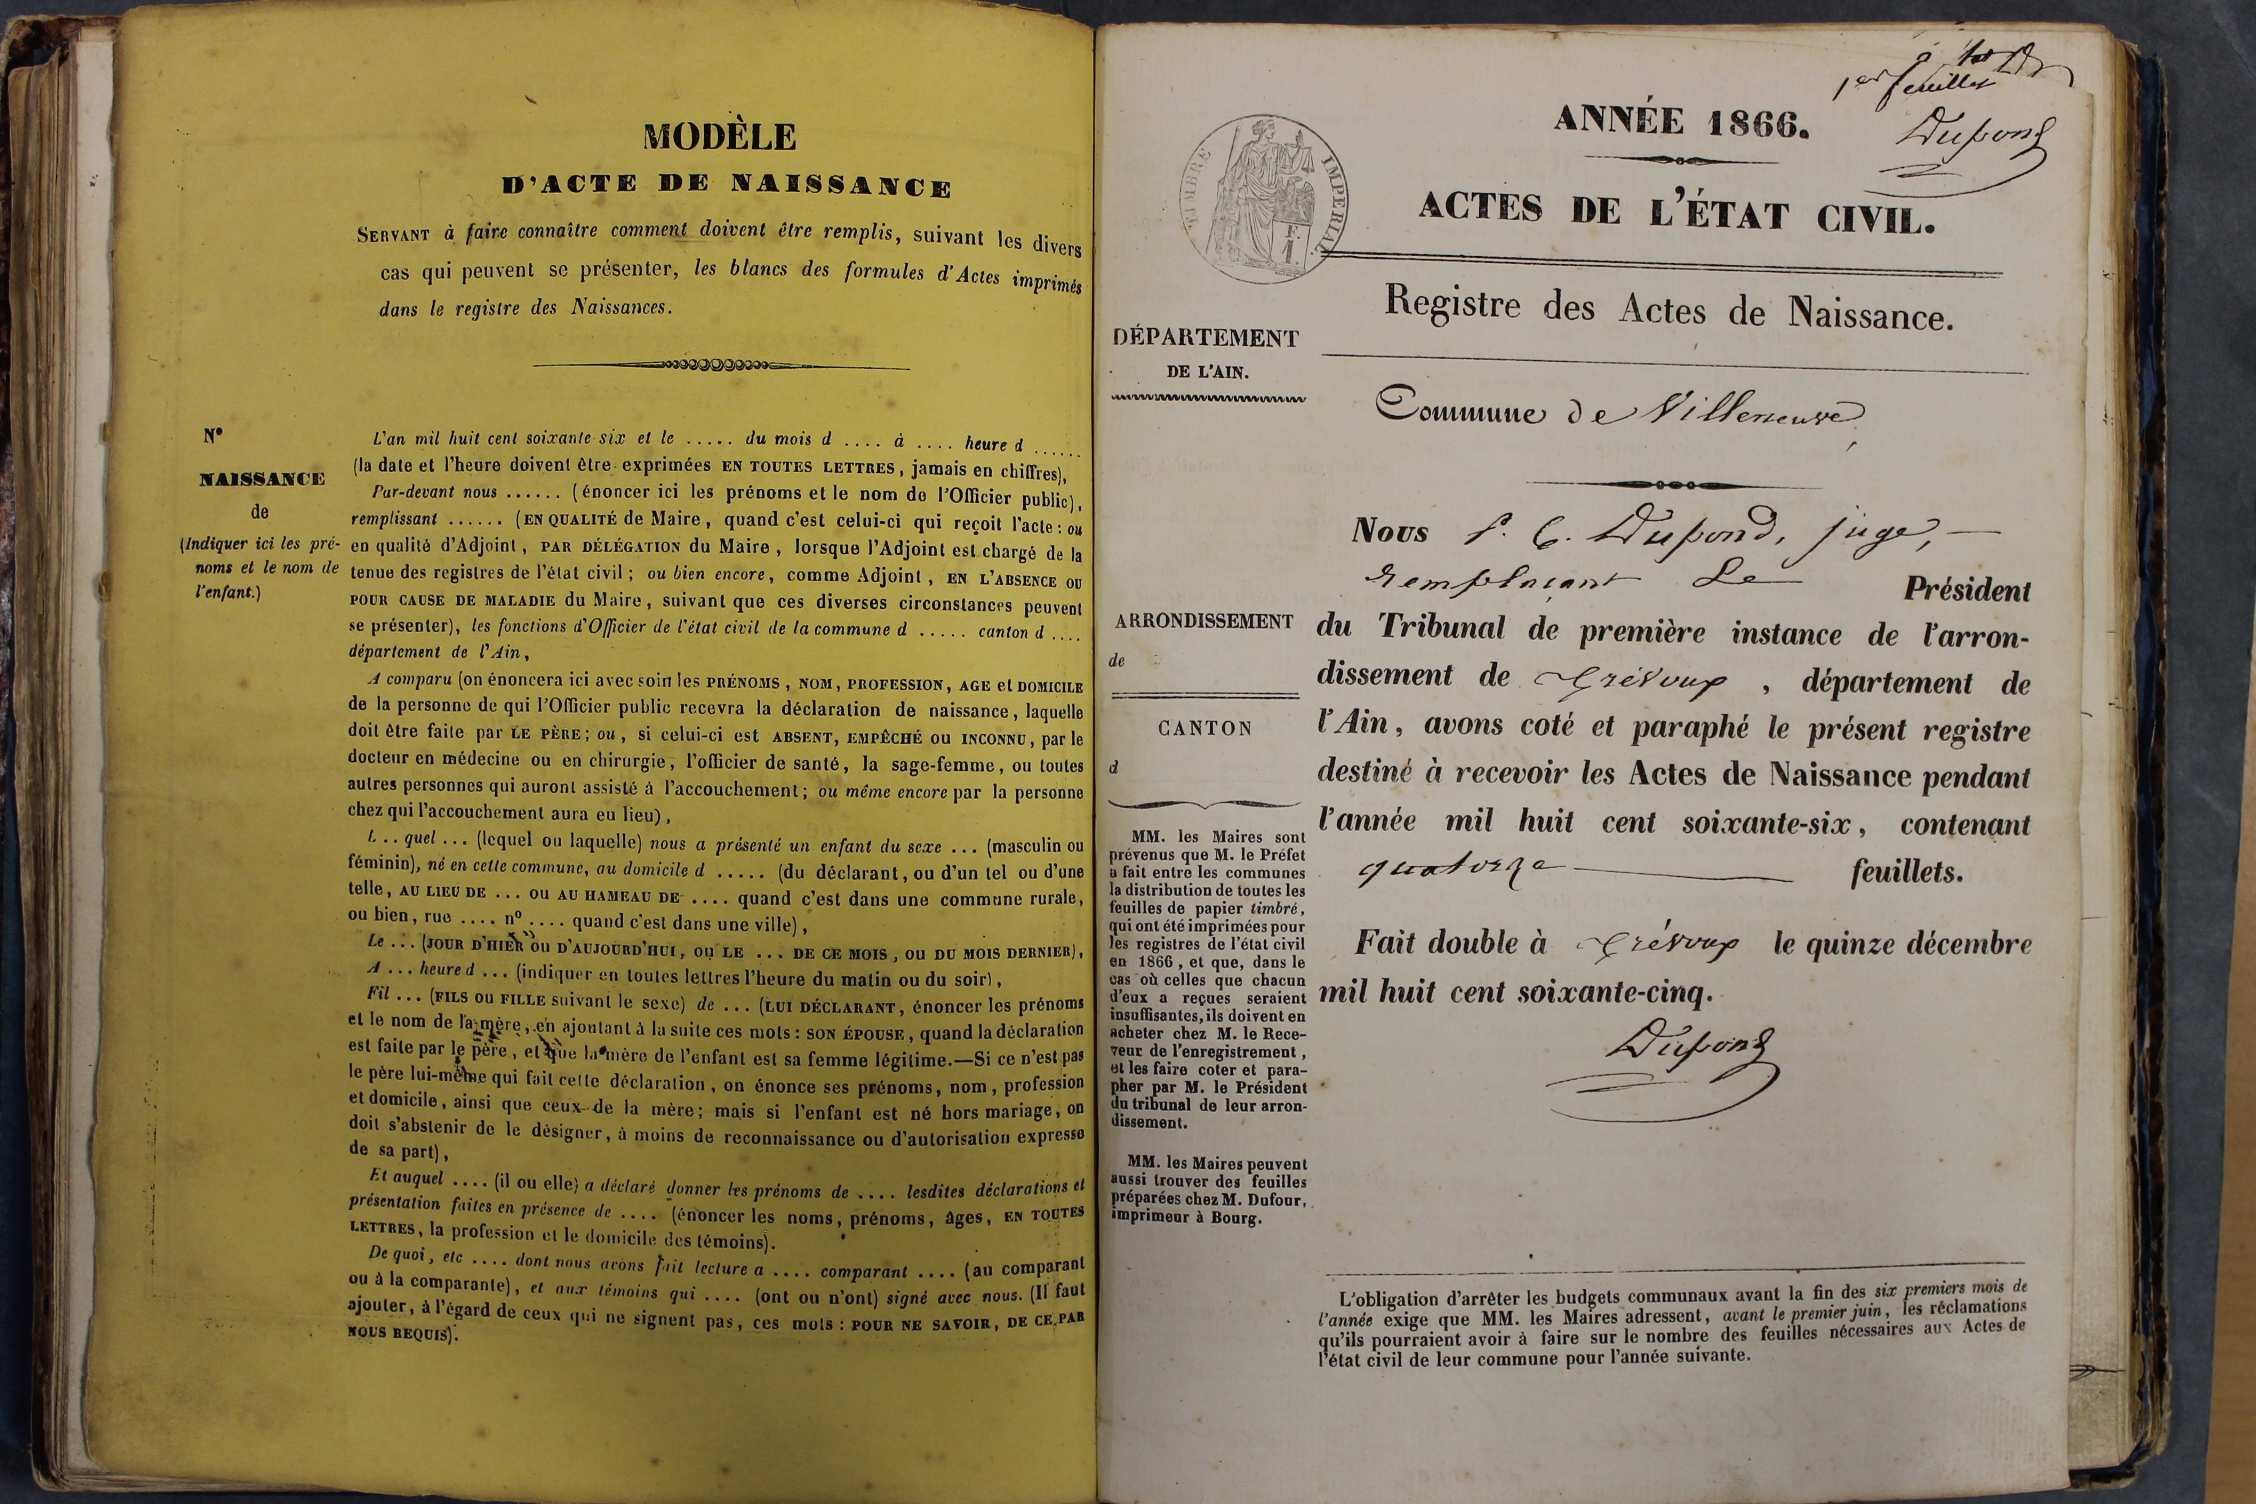 MODÈLE
D'ACTE DE NAISSANCE
SERVANT à faire connaître comment doivent être remplis, suivant les divers
cas qui peuvent se présenter, les blancs des formules d'Actes imprimés
dans le registre des Naissances.
N°
NAISSANCE
de
(Indiquer ici les pré-
noms et le nom de
l'enfant.)
L'an mil huit cent soixante-six et le ..... du mois d .... à .... heure d ......
(la date et l'heure doivent être exprimées EN TOUTES LETTRES, jamais en chiffres),
Par-devant nous ...... (énoncer ici les prénoms et le nom de l'Officier public),
remplissant ...... (EN QUALITÉ de Maire, quand c'est celui-ci qui reçoit l'acte : ou
en qualité d'Adjoint, PAR DÉLÉGATION du Maire, lorsque l'Adjoint est chargé de la
tenue des registres de l'état civil ; ou bien encore, comme Adjoint, EN L'ABSENCE OU
POUR CAUSE DE MALADIE du Maire, suivant que ces diverses circonstances peuvent
se présenter), les fonctions d'Officier de l'état civil de la commune d ..... canton d ....
département de l'Ain,
A comparu (on énoncera ici avec soin les PRÉNOMS, NOM, PROFESSION, AGE et DOMICILE
de la personne de qui l'Officier public recevra la déclaration de naissance, laquelle
doit être faite par LE PÈRE; ou, si celui-ci est ABSENT, EMPÊCHÉ ou INCONNU, par le
docteur en médecine ou en chirurgie, l'officier de santé, la sage-femme, ou toutes
autres personnes qui auront assisté à l'accouchement; ou même encore par la personne
chez qui l'accouchement aura eu lieu),
L .. quel ... (lequel ou laquelle) nous a présenté un enfant du sexe ... (masculin ou
féminin), né en cette commune, au domicile d ..... (du déclarant, ou d'un tel ou d'une
telle, AU LIEU DE ... OU AU HAMEAU DE .... quand c'est dans une commune rurale,
ou bien, rue .... n° .... quand c'est dans une ville),
Le ... (JOUR D'HIER OU D'AUJOURD'HUI, OU LE ... DE CE MOIS, OU DU MOIS DERNIER),
A ... heure d ... (indiquer en toutes lettres l'heure du matin ou du soir),
Fil ... (FILS OU FILLE suivant le sexe) de ... (LUI DÉCLARANT, énoncer les prénoms
et le nom de la mère, en ajoutant à la suite ces mots : SON ÉPOUSE, quand la déclaration
est faite par le père, et que la mère de l'enfant est sa femme légitime.—Si ce n'est pas
le père lui-même qui fait cette déclaration, on énonce ses prénoms, nom, profession
et domicile, ainsi que ceux de la mère; mais si l'enfant est né hors mariage, on
doit s'abstenir de le désigner, à moins de reconnaissance ou d'autorisation expresse
de sa part),
Et auquel .... (il ou elle) a déclaré donner les prénoms de .... lesdites déclarations et
présentation faites en présence de .... (énoncer les noms, prénoms, âges, EN TOUTES
LETTRES, la profession et le domicile des témoins).
De quoi, etc .... dont nous avons fait lecture a .... comparant .... (au comparant
ou à la comparante), et aux témoins qui .... (ont ou n'ont) signé avec nous. (Il faut
ajouter, à l'égard de ceux qui ne signent pas, ces mots : POUR NE SAVOIR, DE CE PAR
NOUS REQUIS).
1er feuillet
Dupond
TIMBRE IMPERIAL
F.
1.
ANNÉE 1866.
ACTES DE L'ÉTAT CIVIL.
Registre des Actes de Naissance.
DÉPARTEMENT
DE L'AIN.
Commune de Villeneuve
Nous P. C. Dupond, juge,
remplaçant Le Président
ARRONDISSEMENT
de
CANTON
d
du Tribunal de première instance de l'arron-
dissement de Trévoux, département de
l'Ain, avons coté et paraphé le présent registre
destiné à recevoir les Actes de Naissance pendant
l'année mil huit cent soixante-six, contenant
quatorze feuillets.
Fait double à Trévoux le quinze décembre
mil huit cent soixante-cinq.
Dupond
MM. les Maires sont
prévenus que M. le Préfet
a fait entre les communes
la distribution de toutes les
feuilles de papier timbré,
qui ont été imprimées pour
les registres de l'état civil
en 1866, et que, dans le
cas où celles que chacun
d'eux a reçues seraient
insuffisantes, ils doivent en
acheter chez M. le Rece-
veur de l'enregistrement,
et les faire coter et para-
pher par M. le Président
du tribunal de leur arron-
dissement.
MM. les Maires peuvent
aussi trouver des feuilles
préparées chez M. Dufour,
imprimeur à Bourg.
L'obligation d'arrêter les budgets communaux avant la fin des six premiers mois de
l'année exige que MM. les Maires adressent, avant le premier juin, les réclamations
qu'ils pourraient avoir à faire sur le nombre des feuilles nécessaires aux Actes de
l'état civil de leur commune pour l'année suivante.